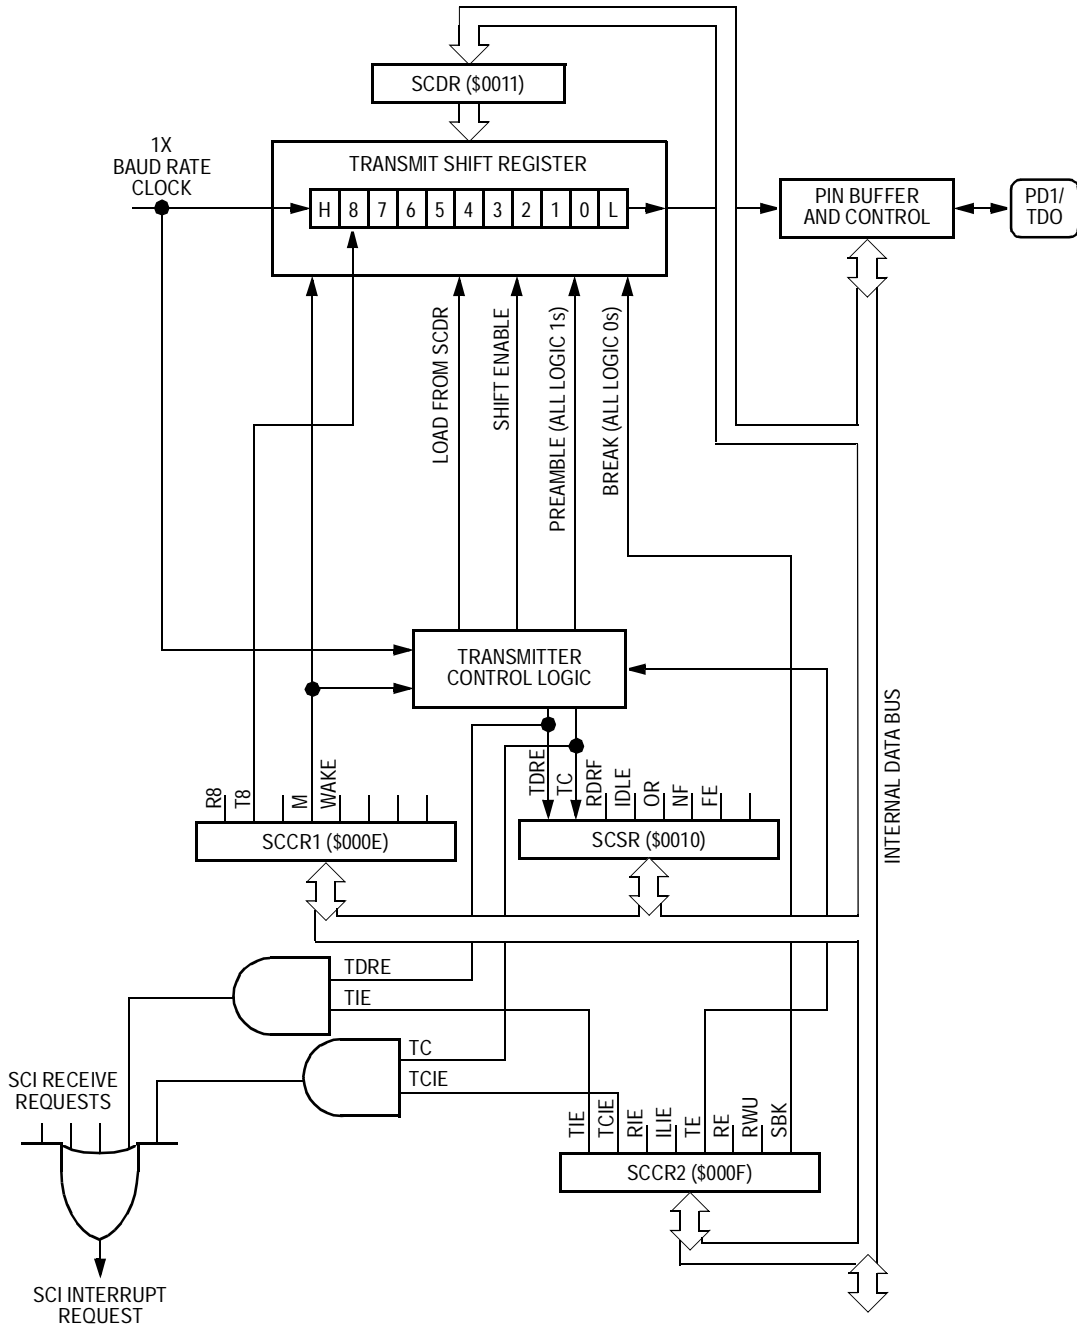 SCDR ($0011)
1X
BAUD RATE
CLOCK
TRANSMIT SHIFT REGISTER
H 8 7 6 5 4 3 2 1 0 L
PIN BUFFER
AND CONTROL
PD1/
TDO
LOAD FROM SCDR
SHIFT ENABLE
PREAMBLE (ALL LOGIC 1s)
BREAK (ALL LOGIC 0s)
TRANSMITTER
CONTROL LOGIC
INTERNAL DATA BUS
R8
T8
M
WAKE
SCCR1 ($000E)
TDRE
TC
RDRF
IDLE
OR
NF
FE
SCSR ($0010)
TDRE
TIE
TC
TCIE
SCI RECEIVE
REQUESTS
TIE
TCIE
RIE
ILIE
TE
RE
RWU
SBK
SCCR2 ($000F)
SCI INTERRUPT
REQUEST